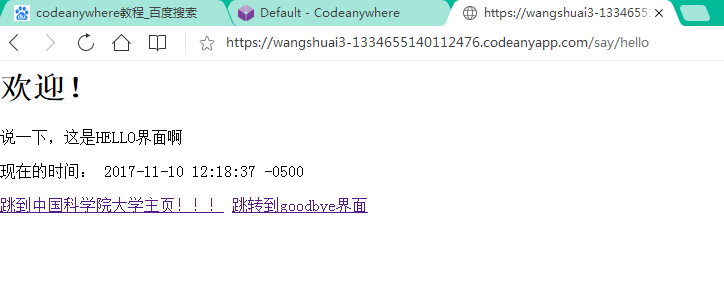 codeanywhere教程_百度搜索 Default - Codeanywhere https://wangshuai3-13346551
https://wangshuai3-1334655140112476.codeanyapp.com/say/hello
欢迎！
说一下，这是HELLO界面啊
现在的时间： 2017-11-10 12:18:37 -0500
跳到中国科学院大学主页！！！ 跳转到goodbye界面